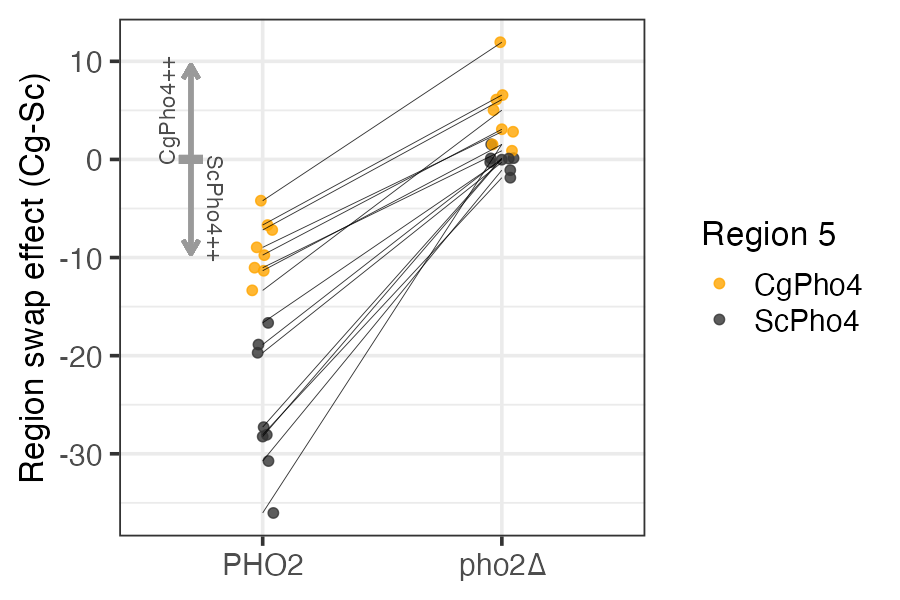 Region swap effect (Cg-Sc)
10
0
-10
-20
-30
CgPho4++
ScPho4++
PHO2
pho2Δ
Region 5
CgPho4
ScPho4